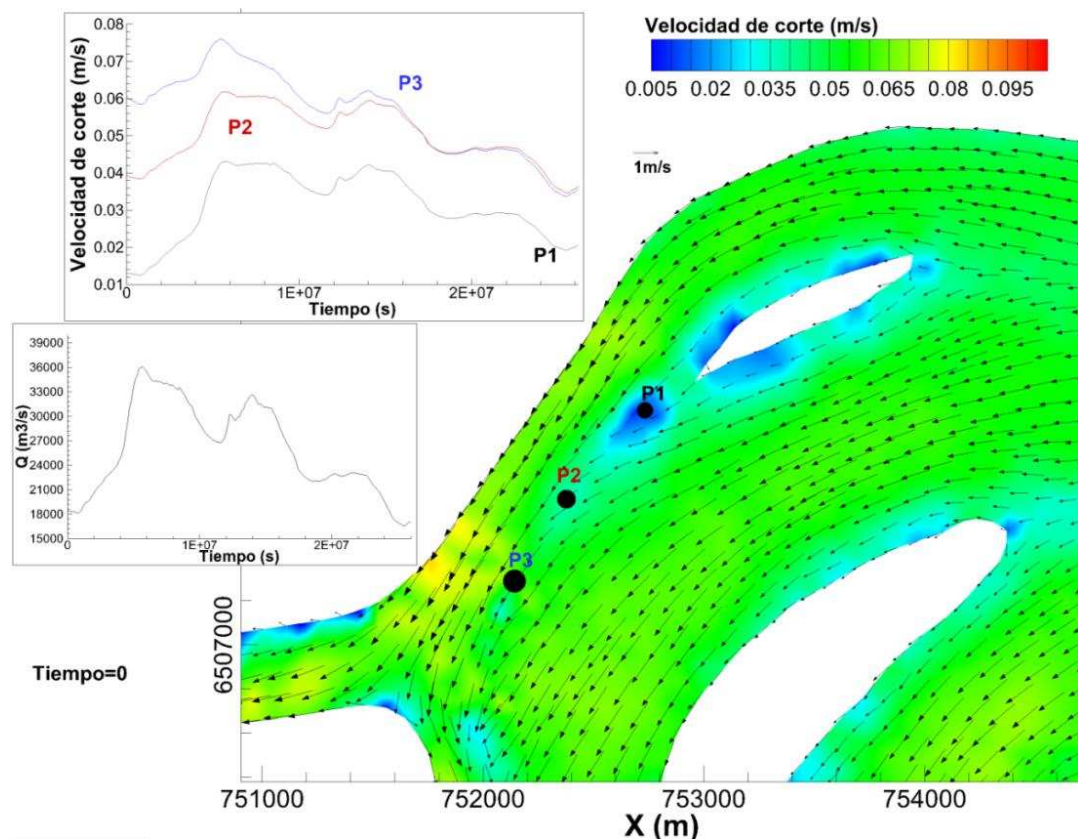 Velocidad de corte (m/s)
0.08
0.07
0.06
0.05
0.04
0.03
0.02
0.01
P3
P2
P1
0 1E+07 2E+07
Tiempo (s)
Velocidad de corte (m/s)
0.005 0.02 0.035 0.05 0.065 0.08 0.095
1m/s
Q (m3/s)
39000
36000
33000
30000
27000
24000
21000
18000
15000
0 1E+07 2E+07
Tiempo (s)
P1
P2
P3
Tiempo=0
6507000
751000 752000 753000 754000
X (m)